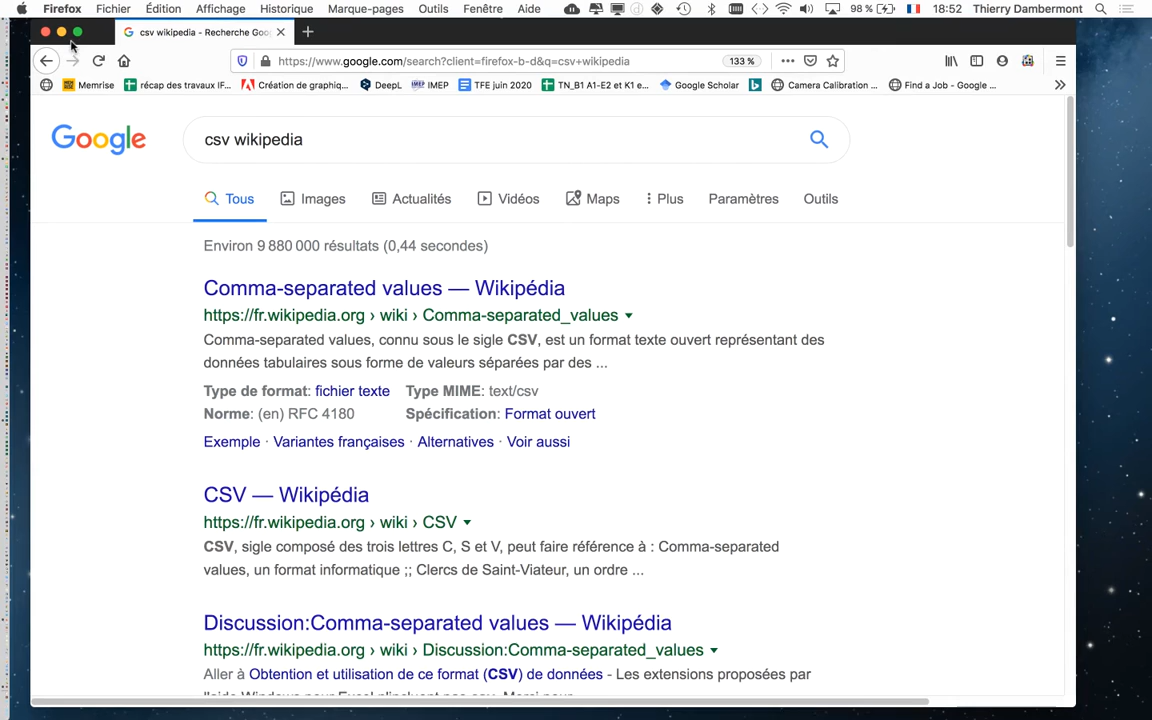 Firefox Fichier Édition Affichage Historique Marque-pages Outils Fenêtre Aide 98 % 18:52 Thierry Dambermont
csv wikipedia - Recherche Goo
https://www.google.com/search?client=firefox-b-d&q=csv+wikipedia 133 %
Memrise récap des travaux IF... Création de graphiq... DeepL IMEP IMEP TFE juin 2020 TN_B1 A1-E2 et K1 e... Google Scholar Camera Calibration ... Find a Job - Google ...
Google csv wikipedia
Tous Images Actualités Vidéos Maps Plus Paramètres Outils
Environ 9 880 000 résultats (0,44 secondes)
Comma-separated values — Wikipédia
https://fr.wikipedia.org › wiki › Comma-separated_values
Comma-separated values, connu sous le sigle CSV, est un format texte ouvert représentant des
données tabulaires sous forme de valeurs séparées par des ...
Type de format: fichier texte Type MIME: text/csv
Norme: (en) RFC 4180 Spécification: Format ouvert
Exemple · Variantes françaises · Alternatives · Voir aussi
CSV — Wikipédia
https://fr.wikipedia.org › wiki › CSV
CSV, sigle composé des trois lettres C, S et V, peut faire référence à : Comma-separated
values, un format informatique ;; Clercs de Saint-Viateur, un ordre ...
Discussion:Comma-separated values — Wikipédia
https://fr.wikipedia.org › wiki › Discussion:Comma-separated_values
Aller à Obtention et utilisation de ce format (CSV) de données - Les extensions proposées par